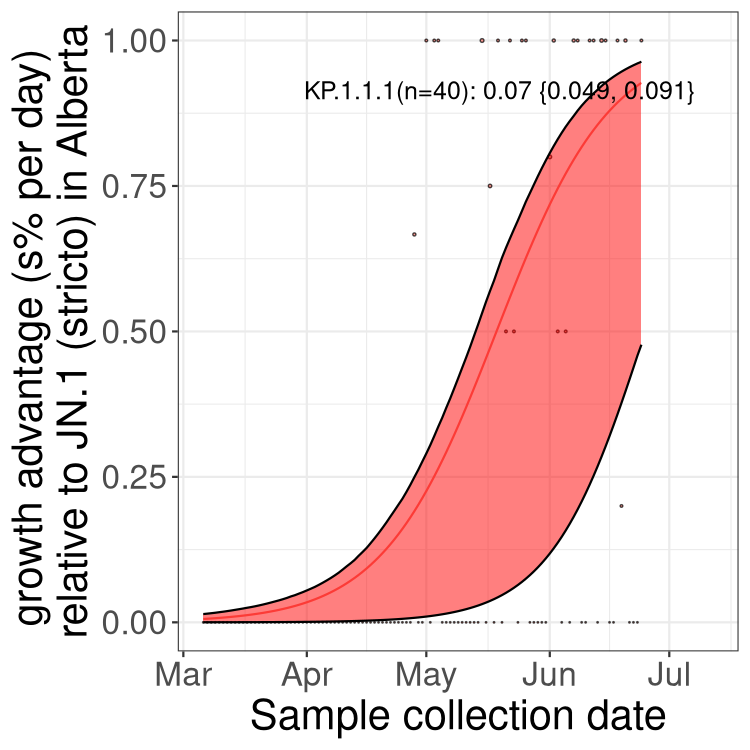 growth advantage (s% per day)
relative to JN.1 (stricto) in Alberta
1.00
0.75
0.50
0.25
0.00
KP.1.1.1(n=40): 0.07 {0.049, 0.091}
Mar Apr May Jun Jul
Sample collection date